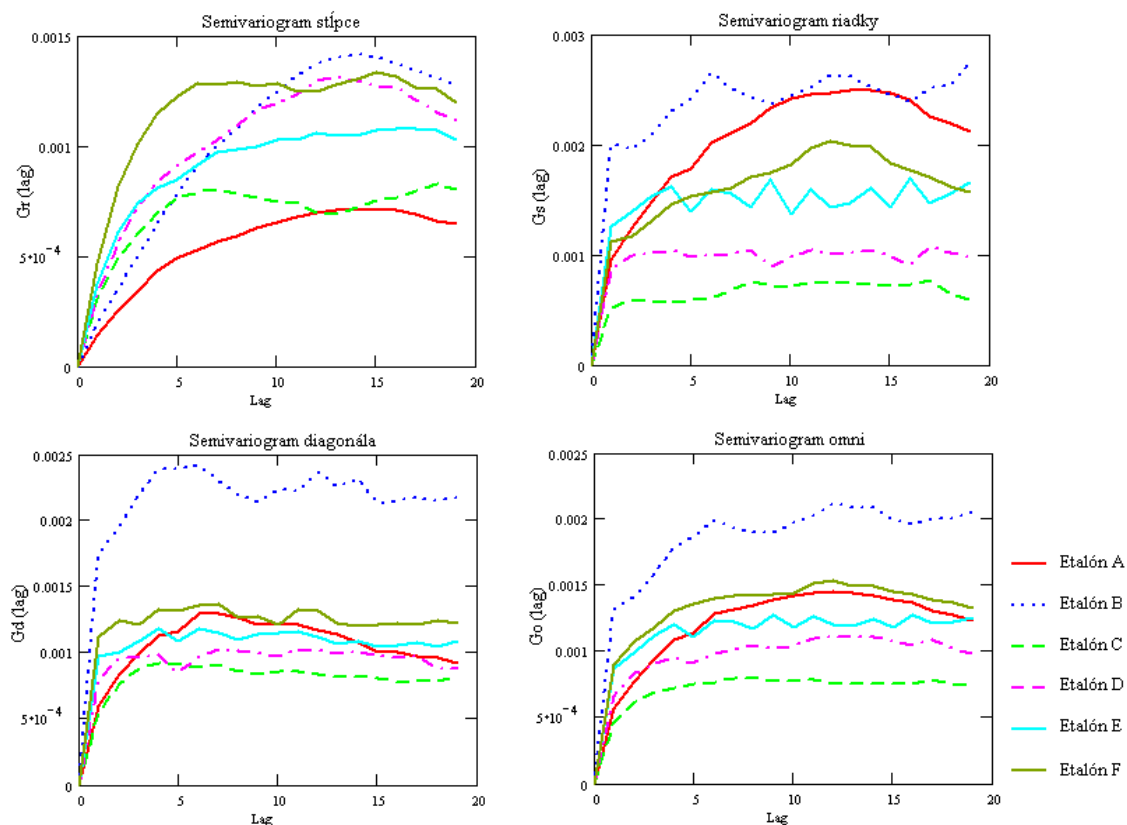 Semivariogram stĺpce
0.0015
0.001
5•10⁻⁴
0
Gr (lag)
0
5
10
15
20
Lag
Semivariogram riadky
0.003
0.002
0.001
0
Gs (lag)
0
5
10
15
20
Lag
Semivariogram diagonála
0.0025
0.002
0.0015
0.001
5•10⁻⁴
0
Gd (lag)
0
5
10
15
20
Lag
Semivariogram omni
0.0025
0.002
0.0015
0.001
5•10⁻⁴
0
Go (lag)
0
5
10
15
20
Lag
Etalón A
Etalón B
Etalón C
Etalón D
Etalón E
Etalón F